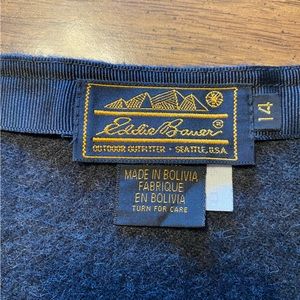 Eddie Bauer®
OUTDOOR OUTFITTER • SEATTLE, U.S.A.
14
MADE IN BOLIVIA
FABRIQUE
EN BOLIVIA
TURN FOR CARE